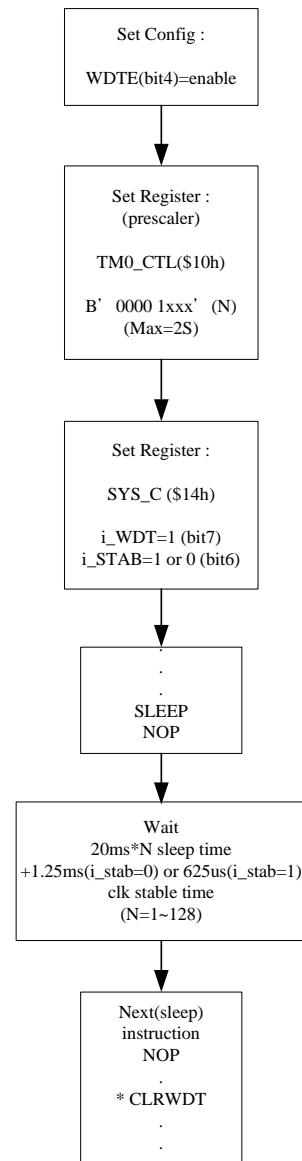 Set Config :
WDTE(bit4)=enable
Set Register :
(prescaler)
TM0_CTL($10h)
B’ 0000 1xxx’ (N)
(Max=2S)
Set Register :
SYS_C ($14h)
i_WDT=1 (bit7)
i_STAB=1 or 0 (bit6)
.
.
.
SLEEP
NOP
Wait
20ms*N sleep time
+1.25ms(i_stab=0) or 625us(i_stab=1)
clk stable time
(N=1~128)
Next(sleep)
instruction
NOP
.
* CLRWDT
.
.